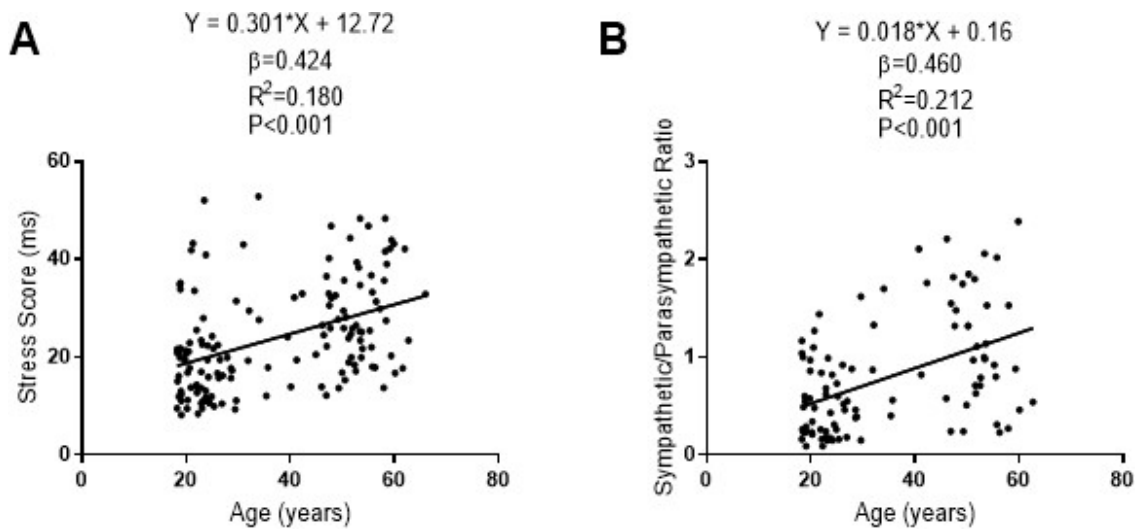 A
Y = 0.301*X + 12.72
β=0.424
R²=0.180
P<0.001
60
40
20
0
Stress Score (ms)
0 20 40 60 80
Age (years)
B
Y = 0.018*X + 0.16
β=0.460
R²=0.212
P<0.001
3
2
1
0
Sympathetic/Parasympathetic Ratio
0 20 40 60 80
Age (years)